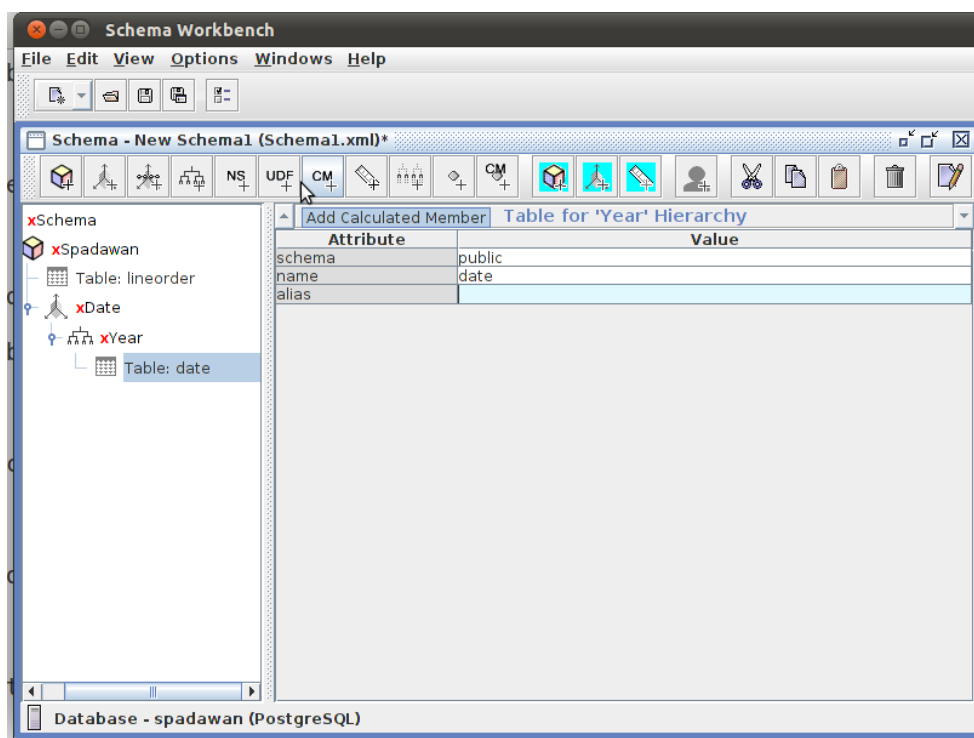 Schema Workbench
File Edit View Options Windows Help
Schema - New Schema1 (Schema1.xml)*
NS UDF CM CM
xSchema
xSpadawan
Table: lineorder
xDate
xYear
Table: date
Add Calculated Member Table for 'Year' Hierarchy
Attribute Value
schema public
name date
alias
Database - spadawan (PostgreSQL)